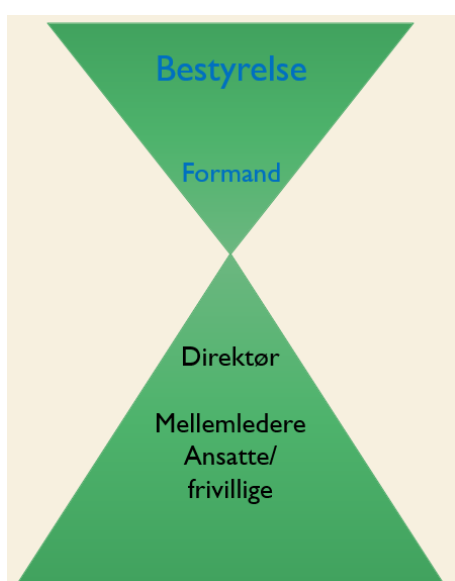 Bestyrelse
Formand
Direktør
Mellemledere
Ansatte/
frivillige